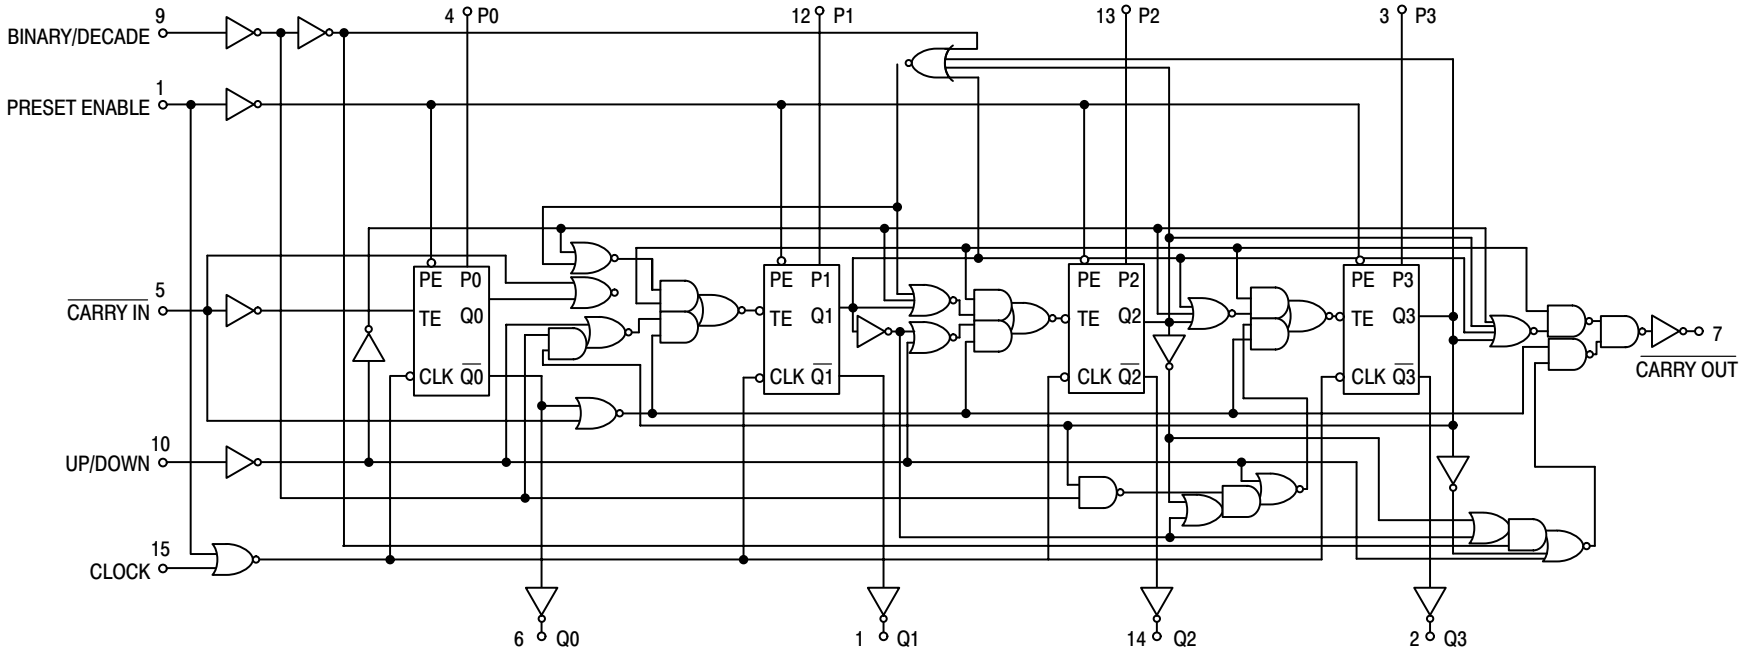 9
BINARY/DECADE
4 P0
12 P1
13 P2
3 P3
1
PRESET ENABLE
5
CARRY IN
PE P0
TE Q0
CLK Q0
PE P1
TE Q1
CLK Q1
PE P2
TE Q2
CLK Q2
PE P3
TE Q3
CLK Q3
7
CARRY OUT
10
UP/DOWN
15
CLOCK
6 Q0
1 Q1
14 Q2
2 Q3